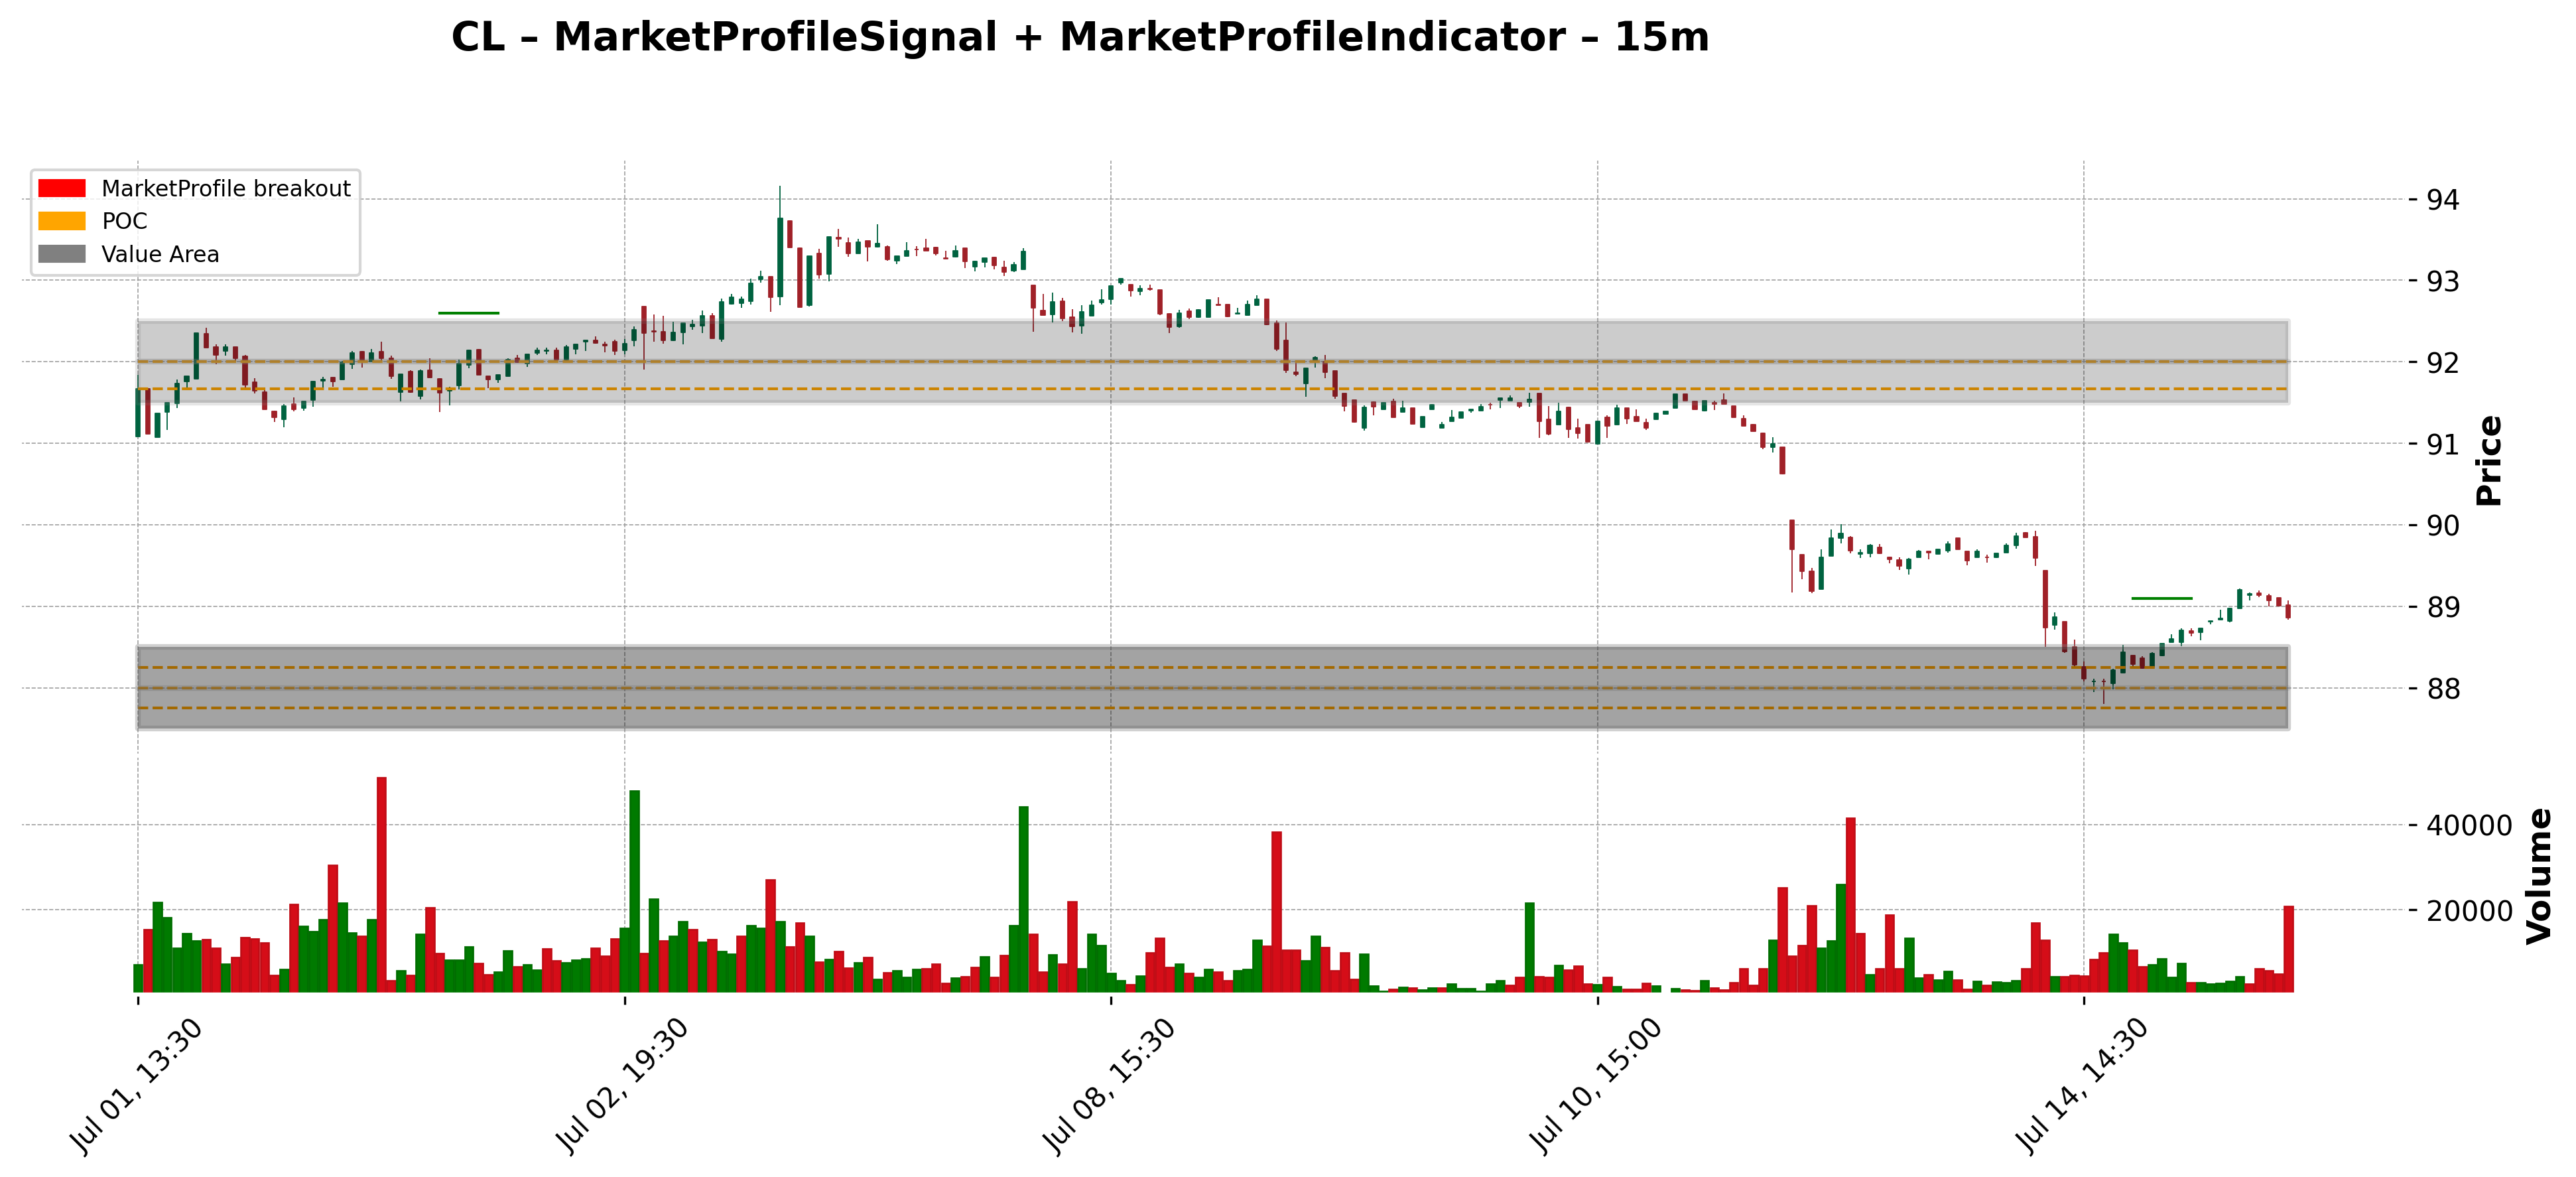 CL – MarketProfileSignal + MarketProfileIndicator – 15m
MarketProfile breakout
POC
Value Area
94
93
92
91
90
89
88
Price
40000
20000
Volume
Jul 01, 13:30
Jul 02, 19:30
Jul 08, 15:30
Jul 10, 15:00
Jul 14, 14:30